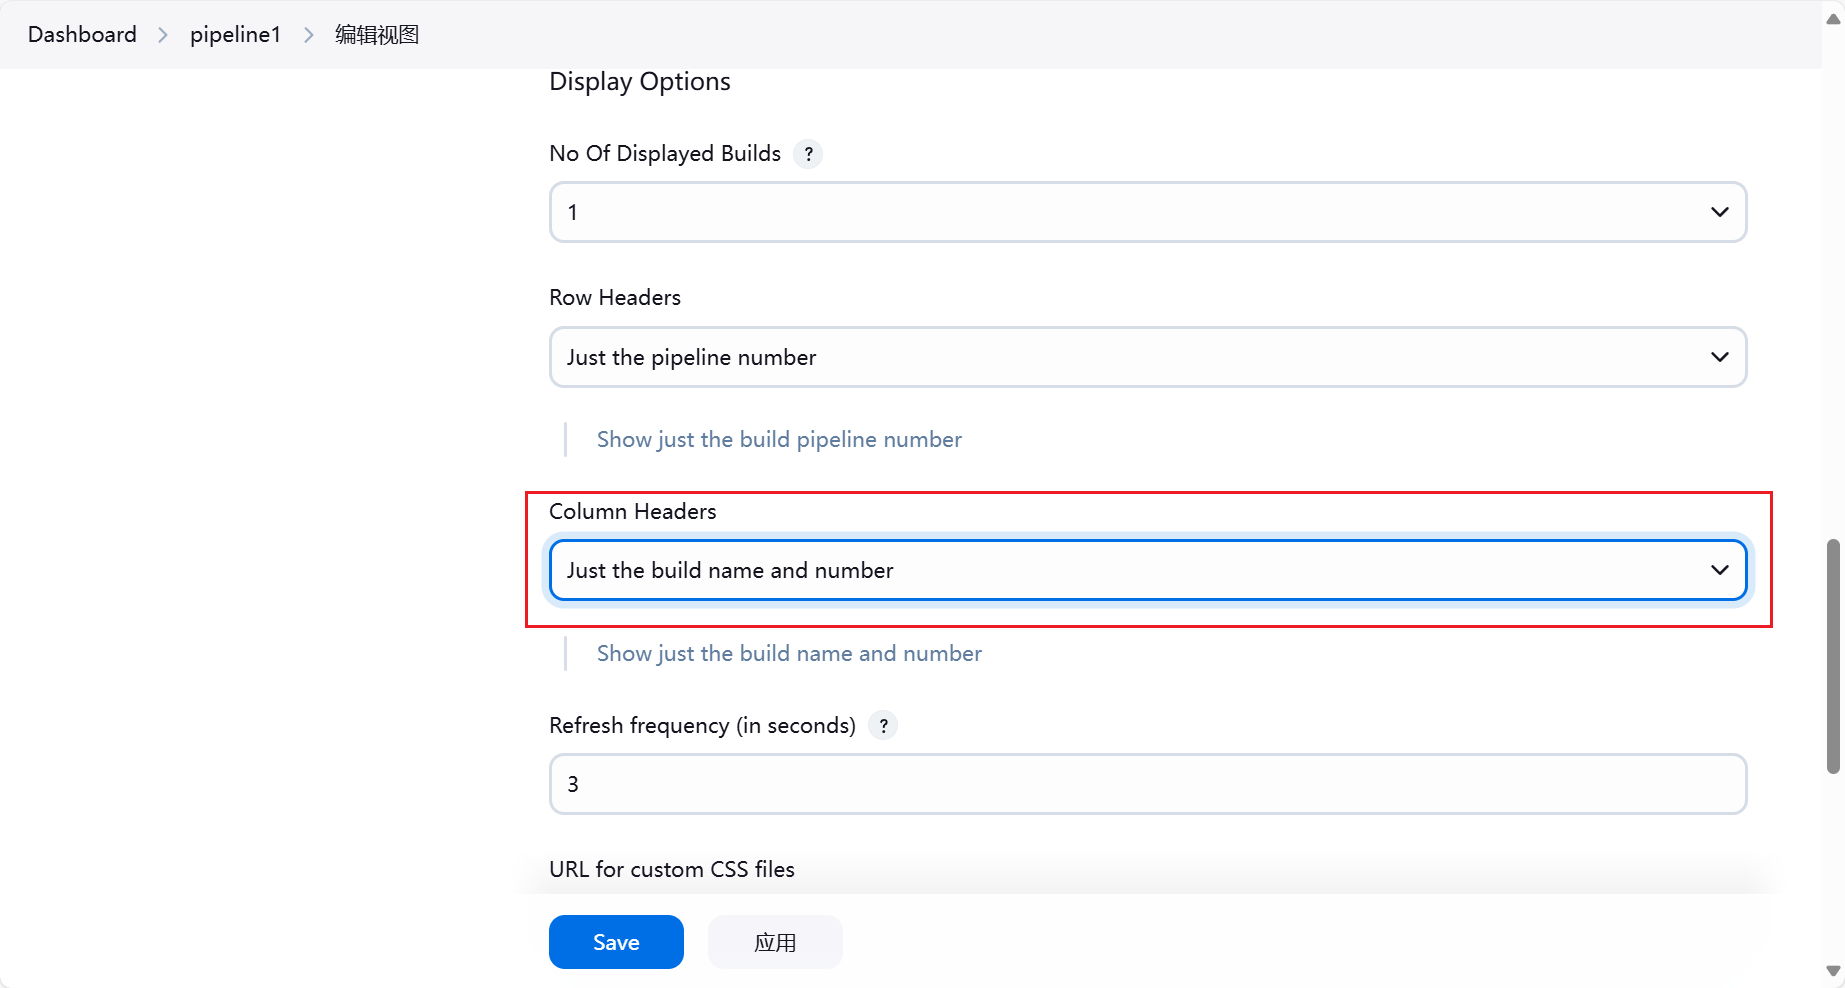 Dashboard > pipeline1 > 编辑视图
Display Options
No Of Displayed Builds ?
1
Row Headers
Just the pipeline number
Show just the build pipeline number
Column Headers
Just the build name and number
Show just the build name and number
Refresh frequency (in seconds) ?
3
URL for custom CSS files
Save 应用